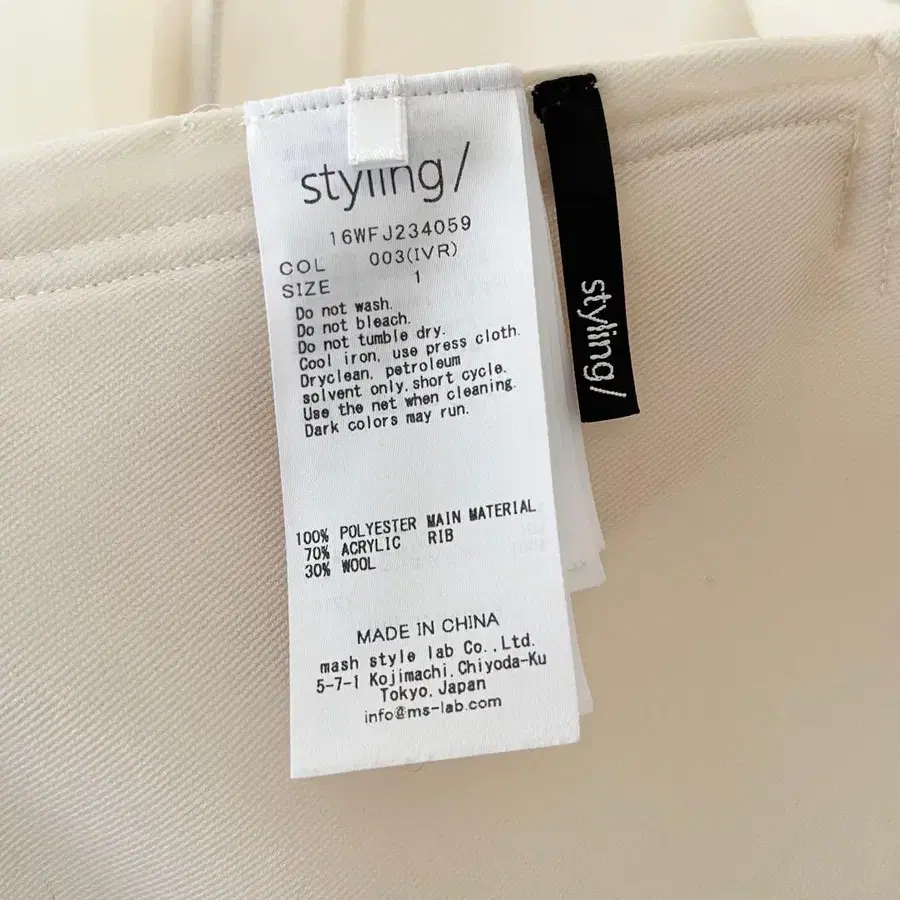 styling/
16WFJ234059
COL 003(IVR)
SIZE 1
Do not wash.
Do not bleach.
Do not tumble dry.
Cool iron, use press cloth.
Dryclean, petroleum
solvent only, short cycle.
Use the net when cleaning.
Dark colors may run.
100% POLYESTER MAIN MATERIAL
70% ACRYLIC RIB
30% WOOL
MADE IN CHINA
mash style lab Co.,Ltd.
5-7-1 Kojimachi,Chiyoda-Ku
Tokyo,Japan
info@ms-lab.com
styling/